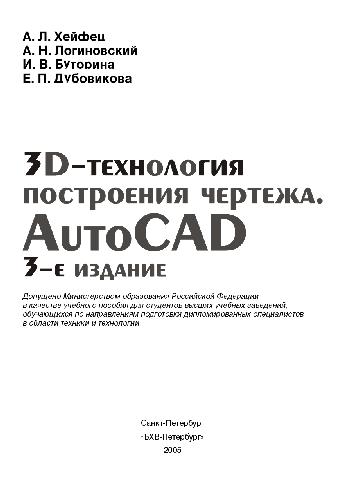 А. Л. Хейфец
А. Н. Логиновский
И. В. Буторина
Е. П. Дубовикова
3D-технология
построения чертежа.
AutoCAD
3-е издание
Допущено Министерством образования Российской Федерации
в качестве учебного пособия для студентов высших учебных заведений,
обучающихся по направлениям подготовки дипломированных специалистов
в области техники и технологии
Санкт-Петербург
«БХВ-Петербург»
2005